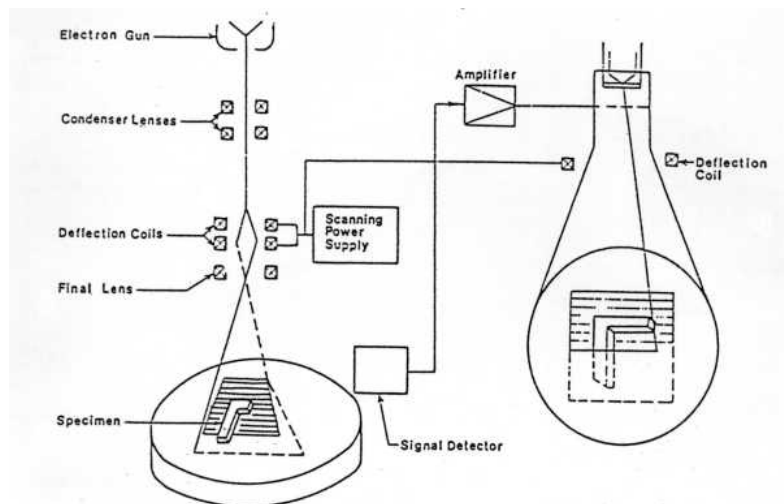 Electron Gun
Condenser Lenses
Deflection Coils
Final Lens
Specimen
Scanning
Power
Supply
Signal Detector
Amplifier
Deflection
Coil